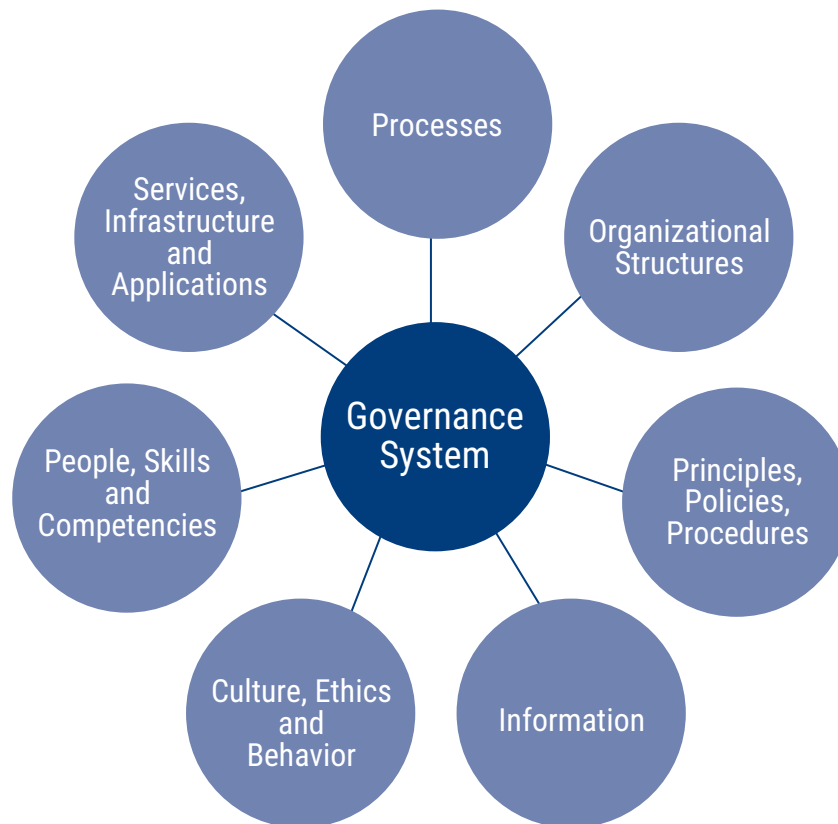 Processes
Organizational
Structures
Principles,
Policies,
Procedures
Information
Culture, Ethics
and
Behavior
People, Skills
and
Competencies
Services,
Infrastructure
and
Applications
Governance
System